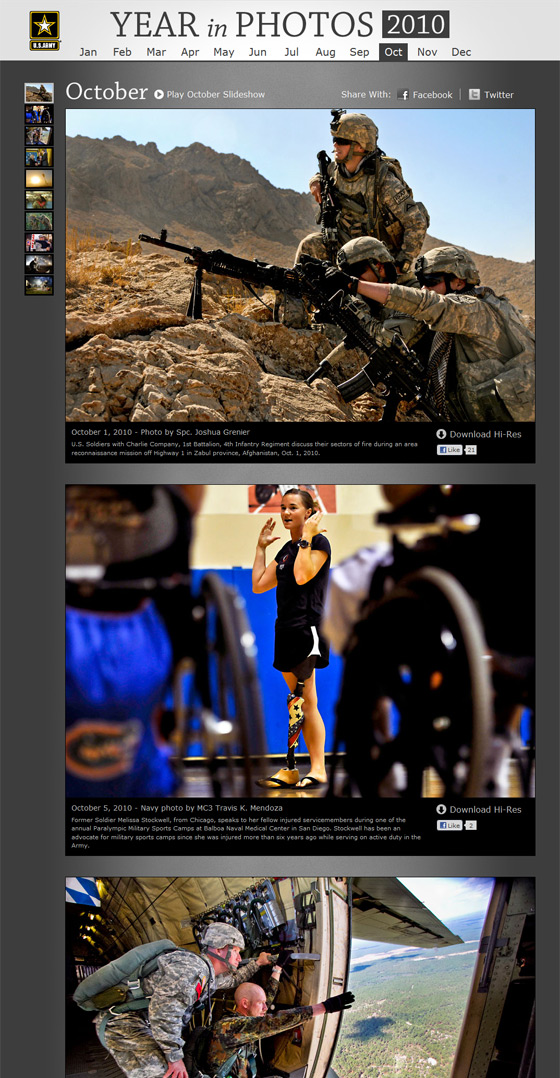 U.S.ARMY
YEAR in PHOTOS 2010
Jan Feb Mar Apr May Jun Jul Aug Sep Oct Nov Dec
October Play October Slideshow Share With: Facebook | Twitter
October 1, 2010 - Photo by Spc. Joshua Grenier
Download Hi-Res
U.S. Soldiers with Charlie Company, 1st Battalion, 4th Infantry Regiment discuss their sectors of fire during an area
reconnaissance mission off Highway 1 in Zabul province, Afghanistan, Oct. 1, 2010.
Like 21
October 5, 2010 - Navy photo by MC3 Travis K. Mendoza
Download Hi-Res
Former Soldier Melissa Stockwell, from Chicago, speaks to her fellow injured servicemembers during one of the
annual Paralympic Military Sports Camps at Balboa Naval Medical Center in San Diego. Stockwell has been an
advocate for military sports camps since she was injured more than six years ago while serving on active duty in the
Army.
Like 2